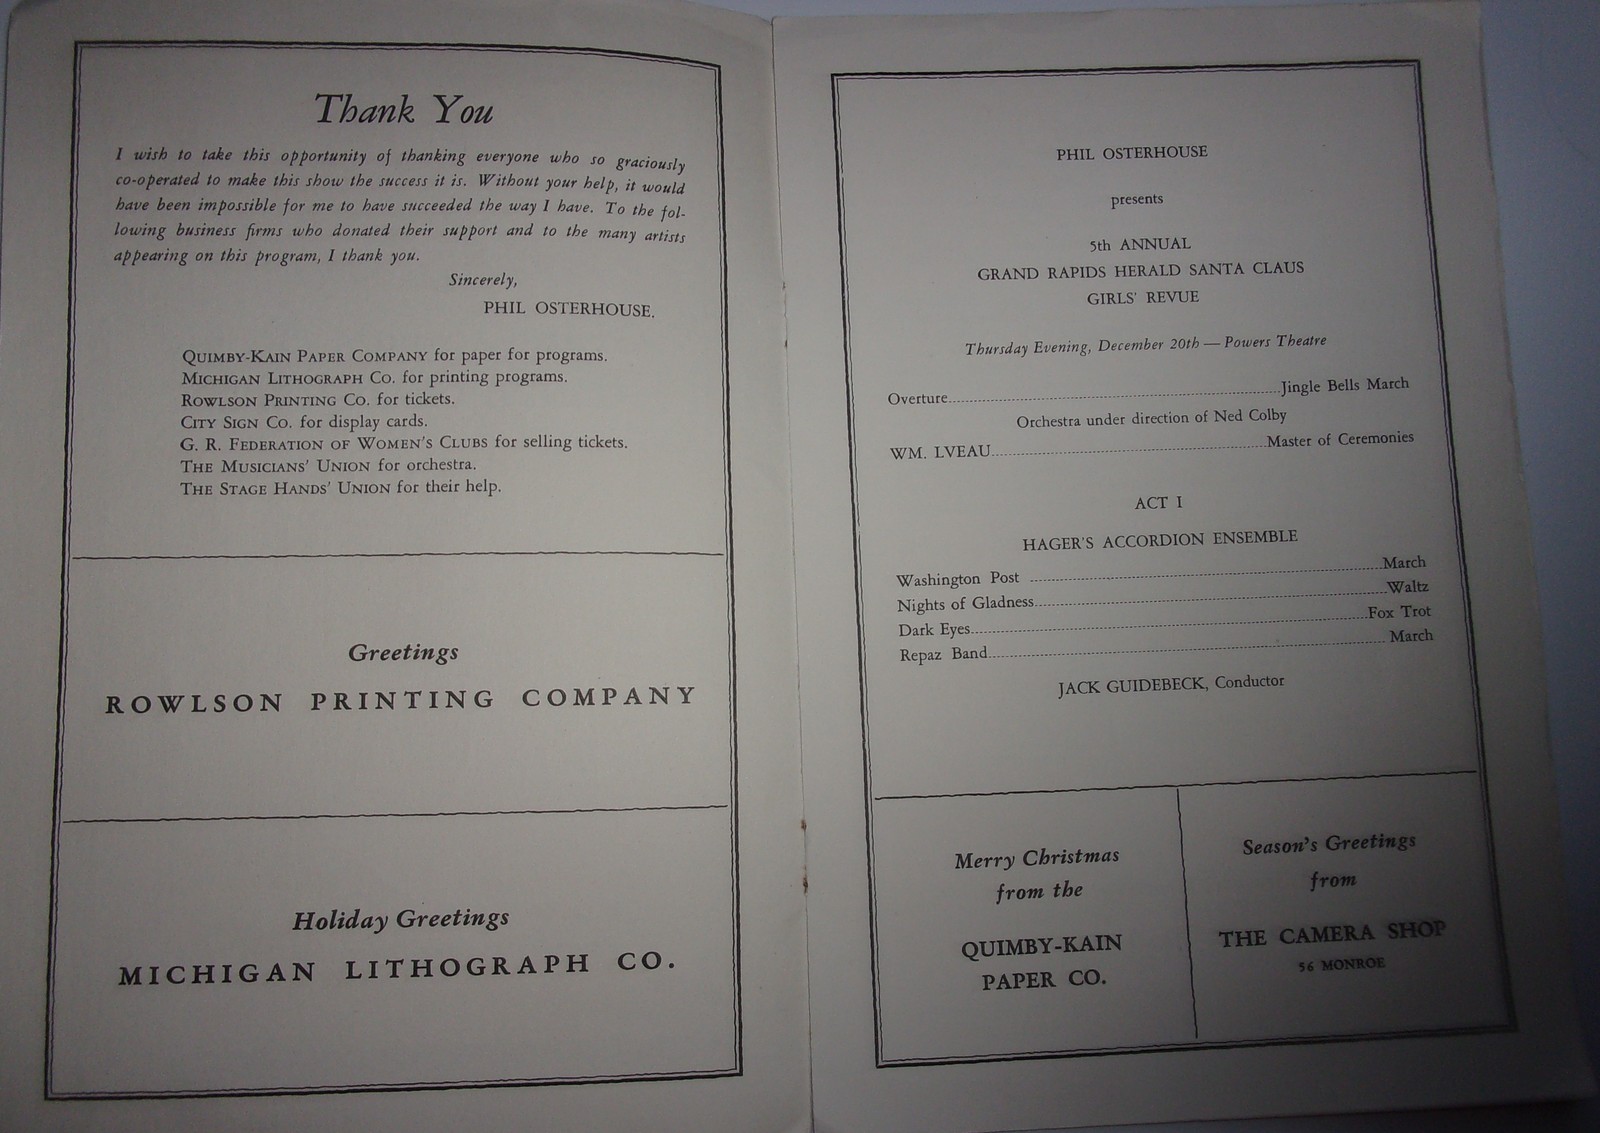 Thank You
I wish to take this opportunity of thanking everyone who so graciously
co-operated to make this show the success it is. Without your help, it would
have been impossible for me to have succeeded the way I have. To the fol-
lowing business firms who donated their support and to the many artists
appearing on this program, I thank you.
Sincerely,
PHIL OSTERHOUSE.
QUIMBY-KAIN PAPER COMPANY for paper for programs.
MICHIGAN LITHOGRAPH CO. for printing programs.
ROWLSON PRINTING CO. for tickets.
CITY SIGN CO. for display cards.
G. R. FEDERATION OF WOMEN'S CLUBS for selling tickets.
THE MUSICIANS' UNION for orchestra.
THE STAGE HANDS' UNION for their help.
Greetings
ROWLSON PRINTING COMPANY
Holiday Greetings
MICHIGAN LITHOGRAPH CO.
PHIL OSTERHOUSE
presents
5th ANNUAL
GRAND RAPIDS HERALD SANTA CLAUS
GIRLS' REVUE
Thursday Evening, December 20th — Powers Theatre
Overture........Jingle Bells March
Orchestra under direction of Ned Colby
WM. LVEAU........Master of Ceremonies
ACT I
HAGER'S ACCORDION ENSEMBLE
Washington Post ........March
Nights of Gladness........Waltz
Dark Eyes........Fox Trot
Repaz Band........March
JACK GUIDEBECK, Conductor
Merry Christmas
from the
QUIMBY-KAIN
PAPER CO.
Season's Greetings
from
THE CAMERA SHOP
56 MONROE